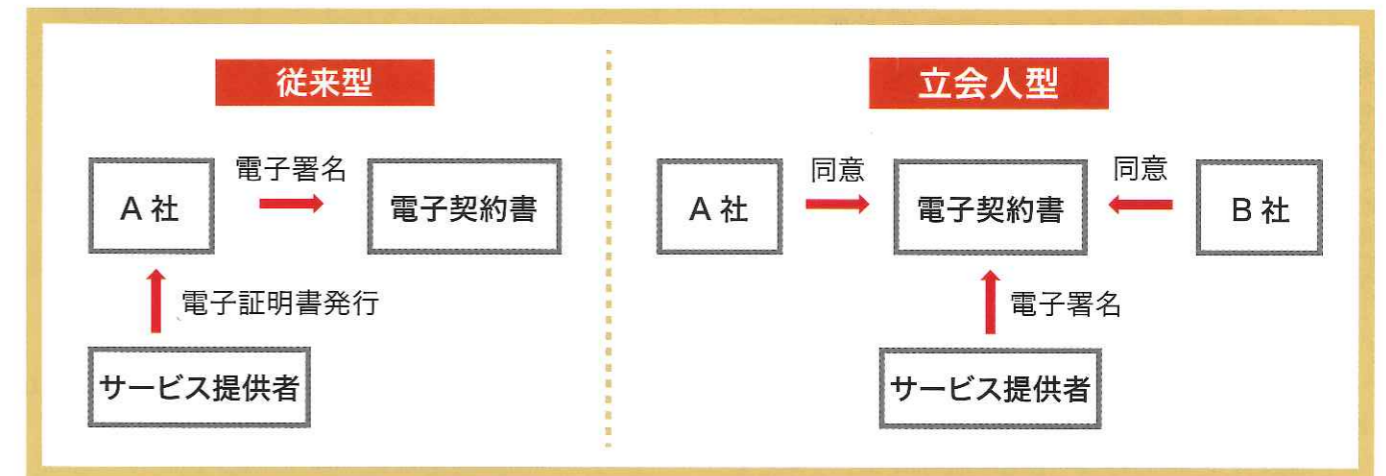 従来型
電子署名
A 社
電子契約書
電子証明書発行
サービス提供者
立会人型
同意
同意
A 社
電子契約書
B 社
電子署名
サービス提供者